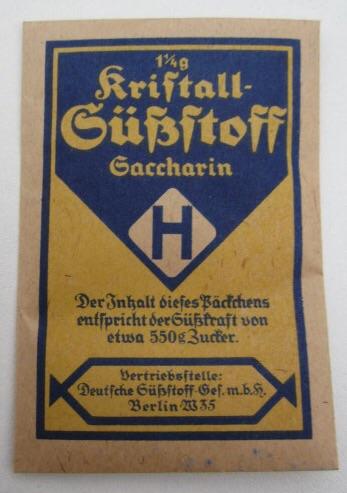 1¼g
Kriſtall-
Süßſtoff
Saccharin
H
Der Inhalt dieſes Päckchens
entſpricht der Süßkraft von
etwa 550g Zucker.
Vertriebsſtelle:
Deutſche Süßſtoff-Geſ.m.b.H.
Berlin-W35